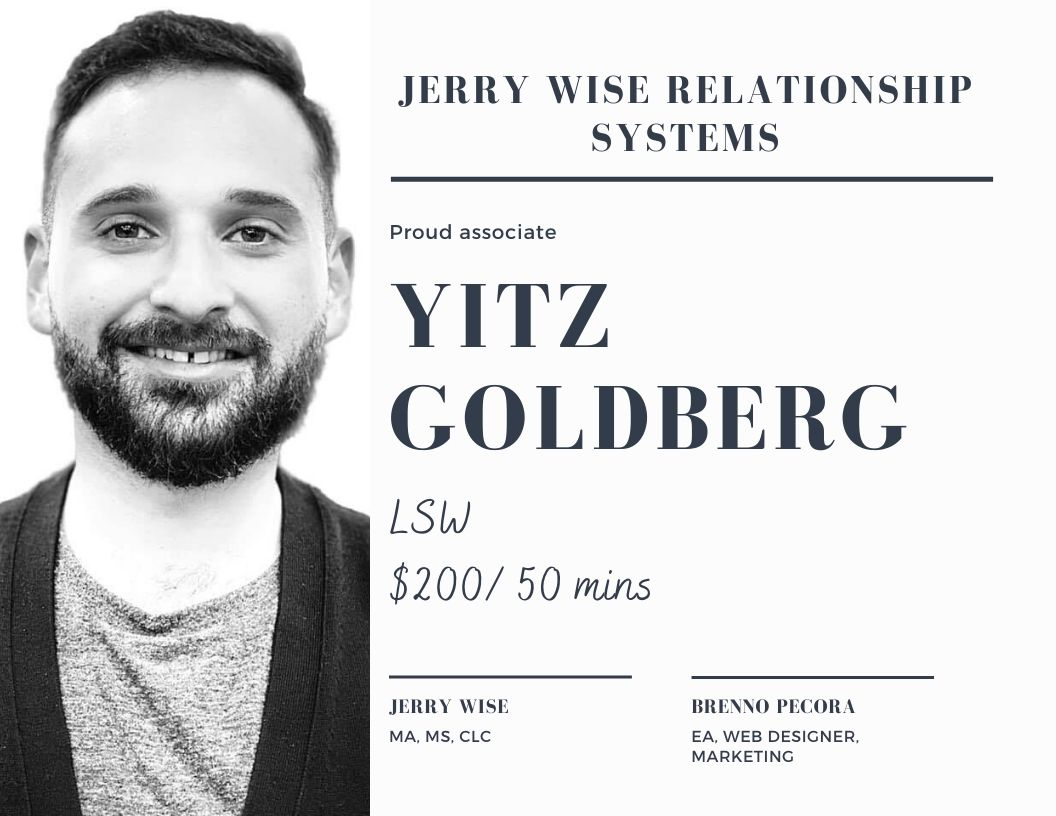 JERRY WISE RELATIONSHIP
SYSTEMS
Proud associate
YITZ
GOLDBERG
LSW
$200/ 50 mins
JERRY WISE
MA, MS, CLC
BRENNO PECORA
EA, WEB DESIGNER,
MARKETING